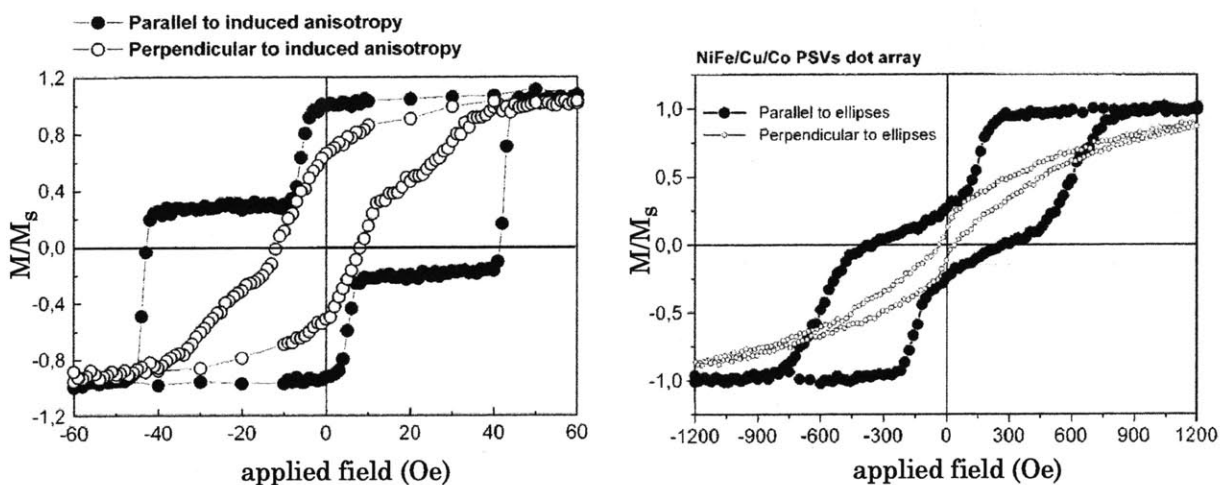 Parallel to induced anisotropy
Perpendicular to induced anisotropy
1,2
0,8
0,4
0,0
-0,4
-0,8
-1,2
M/Ms
-60 -40 -20 0 20 40 60
applied field (Oe)
NiFe/Cu/Co PSVs dot array
Parallel to ellipses
Perpendicular to ellipses
1,0
0,5
0,0
-0,5
-1,0
M/Ms
-1200 -900 -600 -300 0 300 600 900 1200
applied field (Oe)